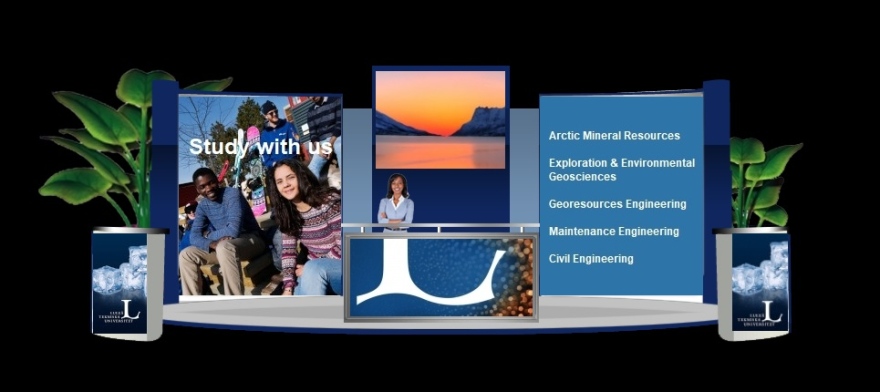 Study with us
Arctic Mineral Resources
Exploration & Environmental
Geosciences
Georesources Engineering
Maintenance Engineering
Civil Engineering
L
LULEÅ
TEKNISKA
UNIVERSITET
LULEÅ
TEKNISKA
UNIVERSITET